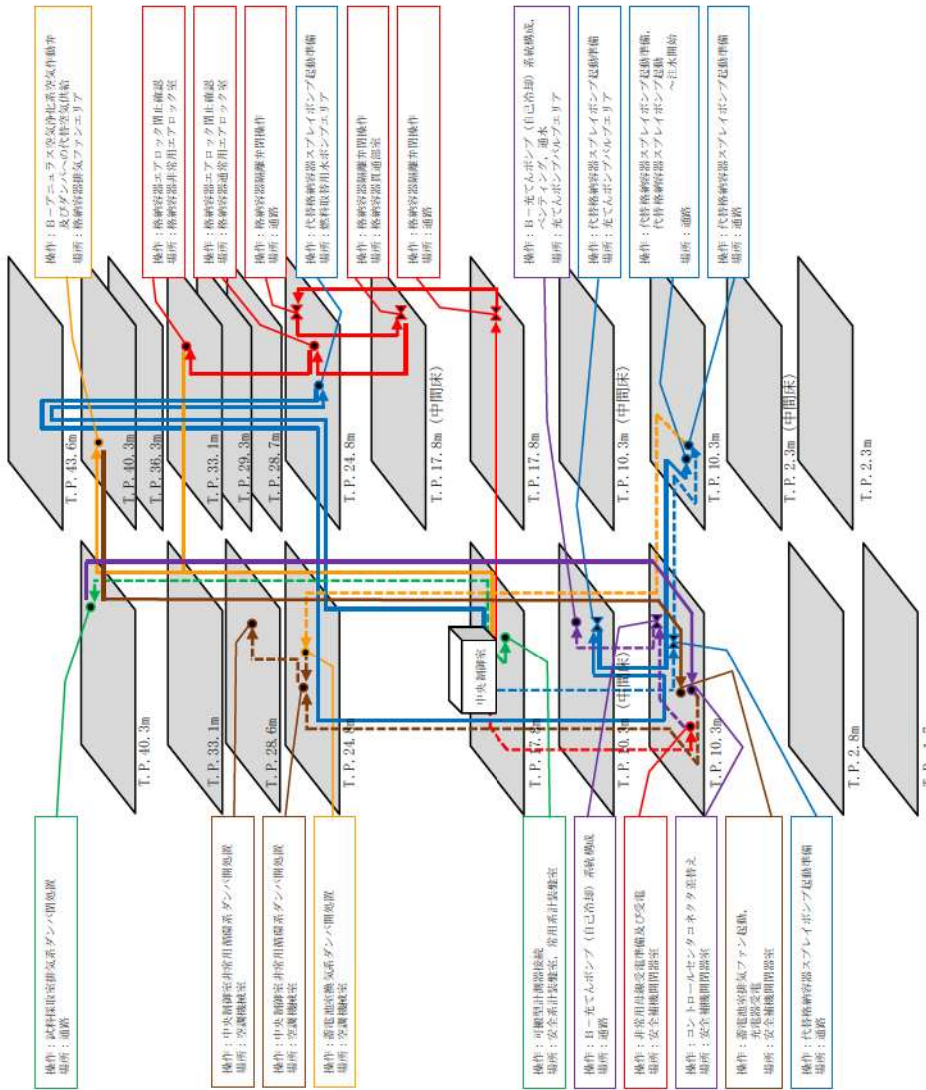 操作：試料採取室排気系ダンパ閉処置
場所：通路
操作：中央制御室非常用循環系ダンパ開処置
場所：空調機械室
操作：中央制御室非常用循環系ダンパ開処置
場所：空調機械室
操作：蓄電池室換気系ダンパ開処置
場所：空調機械室
操作：可搬型計測器接続
場所：安全系計装盤室，常用系計装盤室
操作：B－充てんポンプ（自己冷却）系統構成
場所：通路
操作：非常用母線受電準備及び受電
場所：安全補機開閉器室
操作：コントロールセンタコネクタ差替え
場所：安全補機開閉器室
操作：蓄電池室排気ファン起動，
充電器受電
場所：安全補機開閉器室
操作：代替格納容器スプレイポンプ起動準備
場所：通路
T.P.40.3m
T.P.33.1m
T.P.28.6m
T.P.24.8m
中央制御室
T.P.17.8m
T.P.10.3m（中間床）
T.P.10.3m
T.P.2.8m
T.P.43.6m
T.P.40.3m
T.P.36.3m
T.P.33.1m
T.P.29.3m
T.P.28.7m
T.P.24.8m
T.P.17.8m（中間床）
T.P.17.8m
T.P.10.3m（中間床）
T.P.10.3m
T.P.2.3m（中間床）
T.P.2.3m
操作：B－アニュラス空気浄化系空気作動弁
及びダンパへの代替空気供給
場所：格納容器排気ファンエリア
操作：格納容器エアロック閉止確認
場所：格納容器非常用エアロック室
操作：格納容器エアロック閉止確認
場所：格納容器通常用エアロック室
操作：格納容器隔離弁閉操作
場所：通路
操作：代替格納容器スプレイポンプ起動準備
場所：燃料取替用水ポンプエリア
操作：格納容器隔離弁閉操作
場所：格納容器貫通部室
操作：格納容器隔離弁閉操作
場所：通路
操作：B－充てんポンプ（自己冷却）系統構成，
ベンティング，通水
場所：充てんポンプバルブエリア
操作：代替格納容器スプレイポンプ起動準備
場所：充てんポンプバルブエリア
操作：代替格納容器スプレイポンプ起動準備，
代替格納容器スプレイポンプ起動
～注水開始
場所：通路
操作：代替格納容器スプレイポンプ起動準備
場所：通路